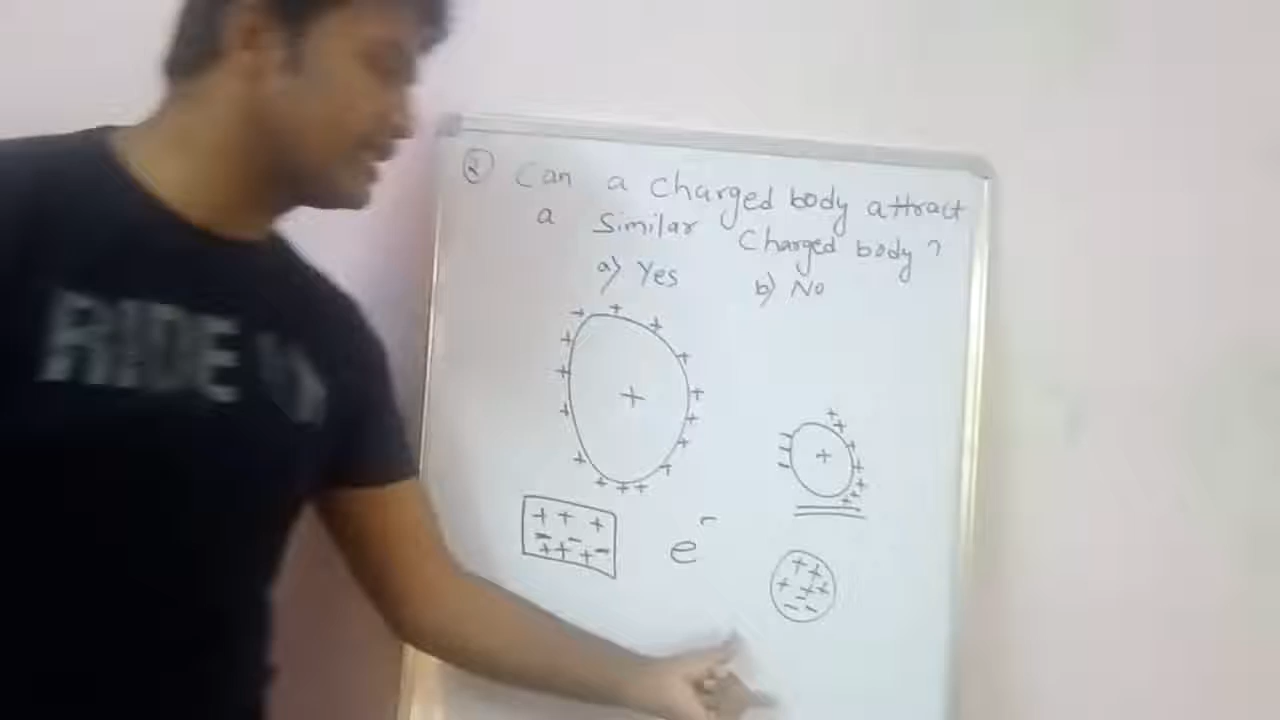 ② Can a charged body attract
a Similar Charged body ?
a) Yes b) No
+ + +
+ +
+
+ + +
+ +
+ +
+ +
+ + +
+ +
- + +
- + +
- + +
+ +
+ + +
- - -
+ + + -
e⁻
+ +
+ + +
-
- -
RIDE